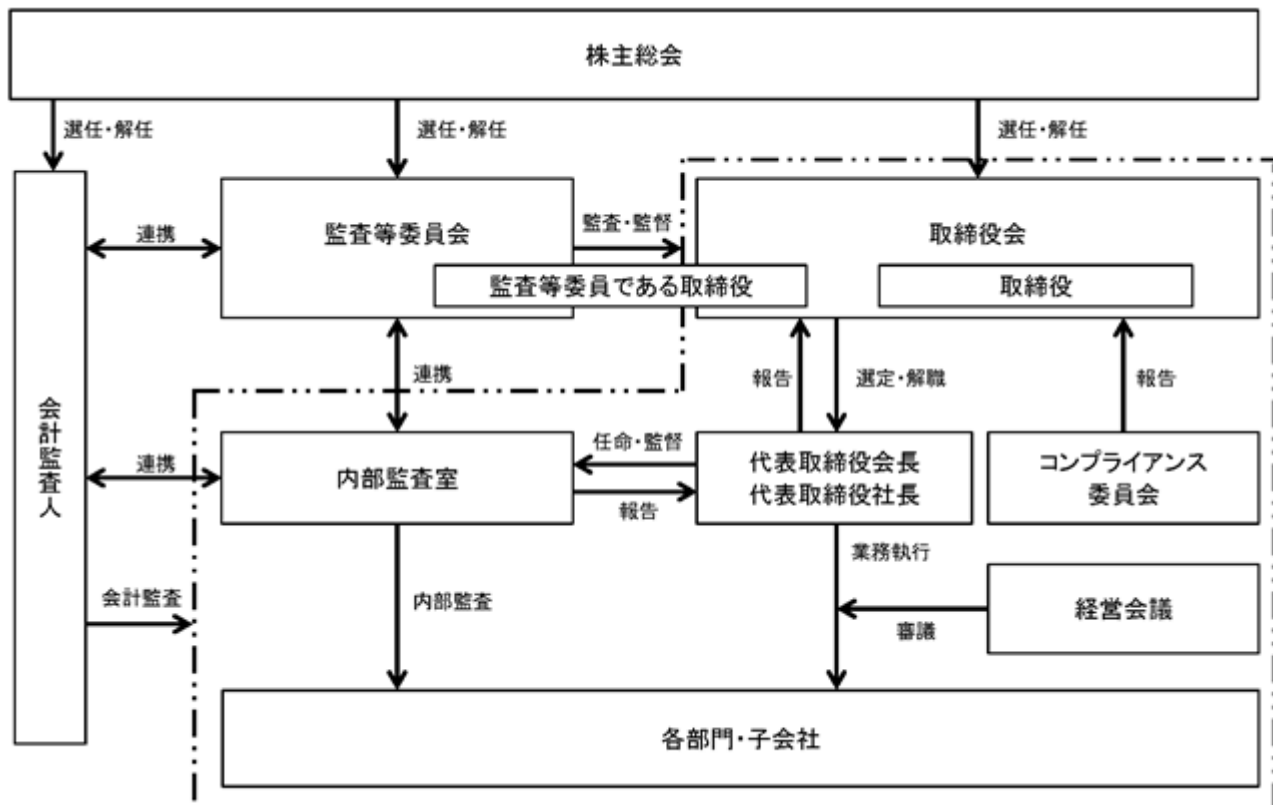 株主総会
選任・解任
選任・解任
選任・解任
監査等委員会
監査・監督
取締役会
連携
監査等委員である取締役
取締役
連携
報告
選定・解職
報告
会計監査人
連携
内部監査室
任命・監督
報告
代表取締役会長
代表取締役社長
コンプライアンス
委員会
業務執行
会計監査
内部監査
経営会議
審議
各部門・子会社